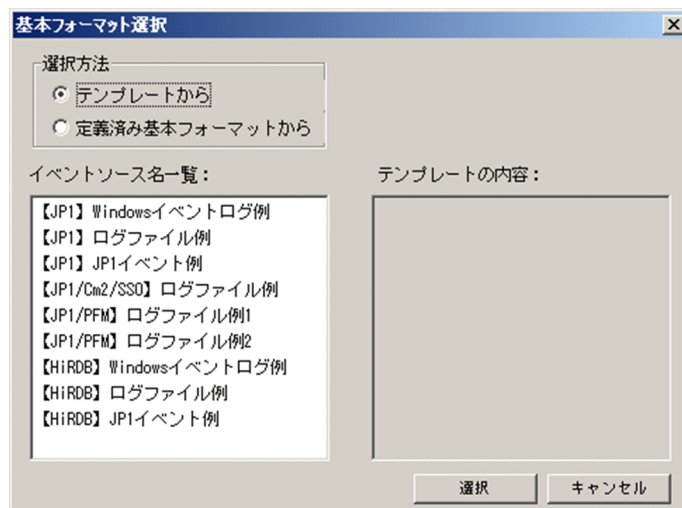 基本フォーマット選択
選択方法
テンプレートから
定義済み基本フォーマットから
イベントソース名一覧：
【JP1】Windowsイベントログ例
【JP1】ログファイル例
【JP1】JP1イベント例
【JP1/Cm2/SSO】ログファイル例
【JP1/PFM】ログファイル例1
【JP1/PFM】ログファイル例2
【HiRDB】Windowsイベントログ例
【HiRDB】ログファイル例
【HiRDB】JP1イベント例
テンプレートの内容：
選択
キャンセル